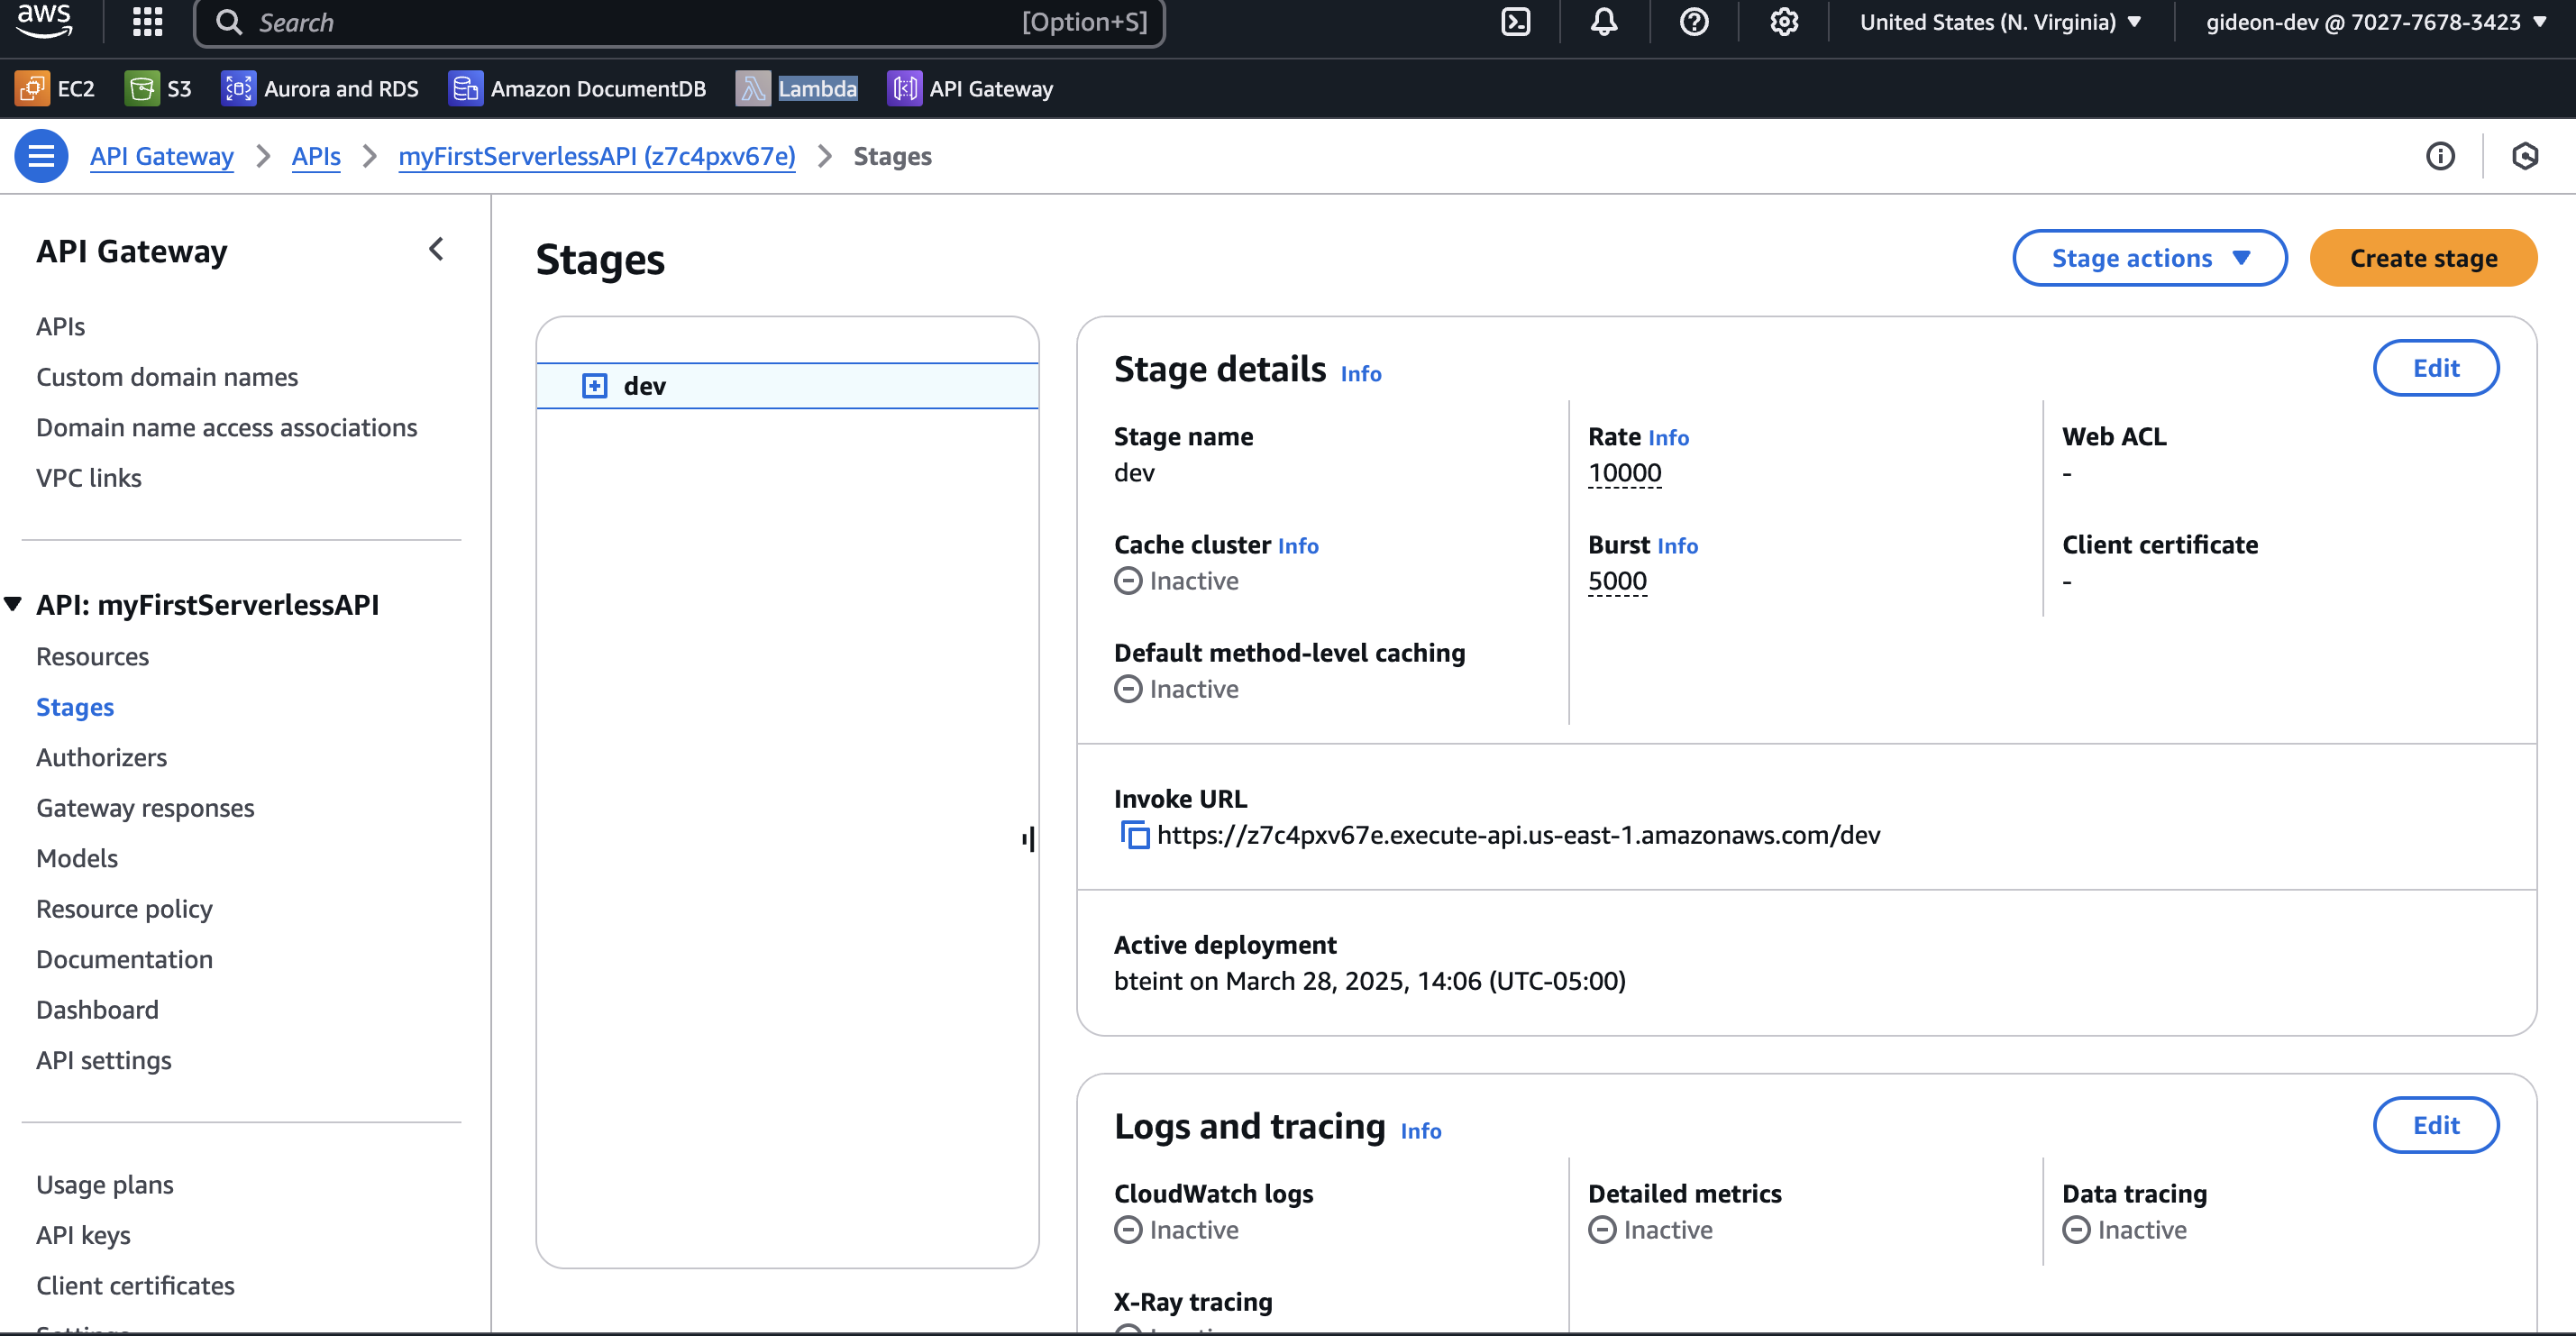 aws
Search [Option+S] United States (N. Virginia) gideon-dev @ 7027-7678-3423
EC2 S3 Aurora and RDS Amazon DocumentDB Lambda API Gateway
API Gateway APIs myFirstServerlessAPI (z7c4pxv67e) Stages
API Gateway
APIs
Custom domain names
Domain name access associations
VPC links
API: myFirstServerlessAPI
Resources
Stages
Authorizers
Gateway responses
Models
Resource policy
Documentation
Dashboard
API settings
Usage plans
API keys
Client certificates
Settings
Stages
Stage actions Create stage
dev
Stage details Info Edit
Stage name
dev
Rate Info
10000
Web ACL
-
Cache cluster Info
Inactive
Burst Info
5000
Client certificate
-
Default method-level caching
Inactive
Invoke URL
https://z7c4pxv67e.execute-api.us-east-1.amazonaws.com/dev
Active deployment
bteint on March 28, 2025, 14:06 (UTC-05:00)
Logs and tracing Info Edit
CloudWatch logs
Inactive
Detailed metrics
Inactive
Data tracing
Inactive
X-Ray tracing